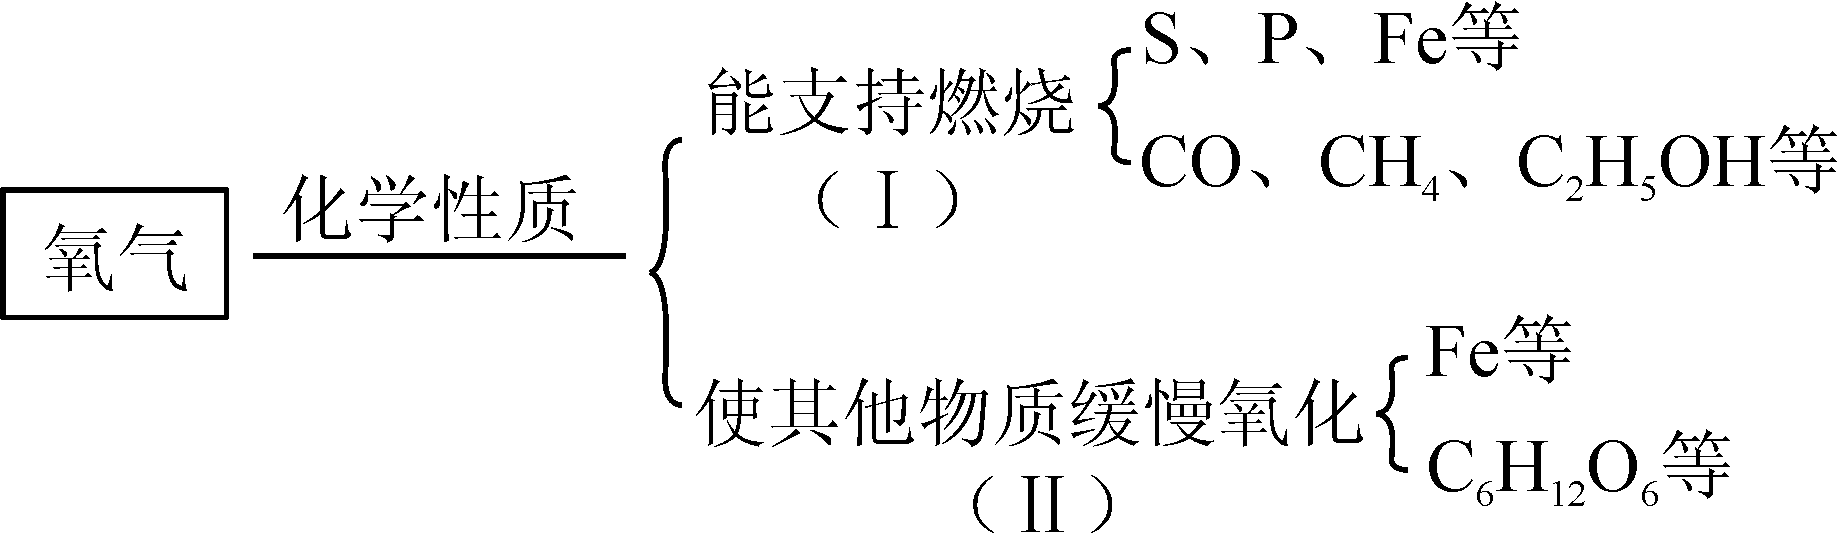 氧气
化学性质
能支持燃烧
（Ⅰ）
S、P、Fe等
CO、CH₄、C₂H₅OH等
使其他物质缓慢氧化
（Ⅱ）
Fe等
C₆H₁₂O₆等